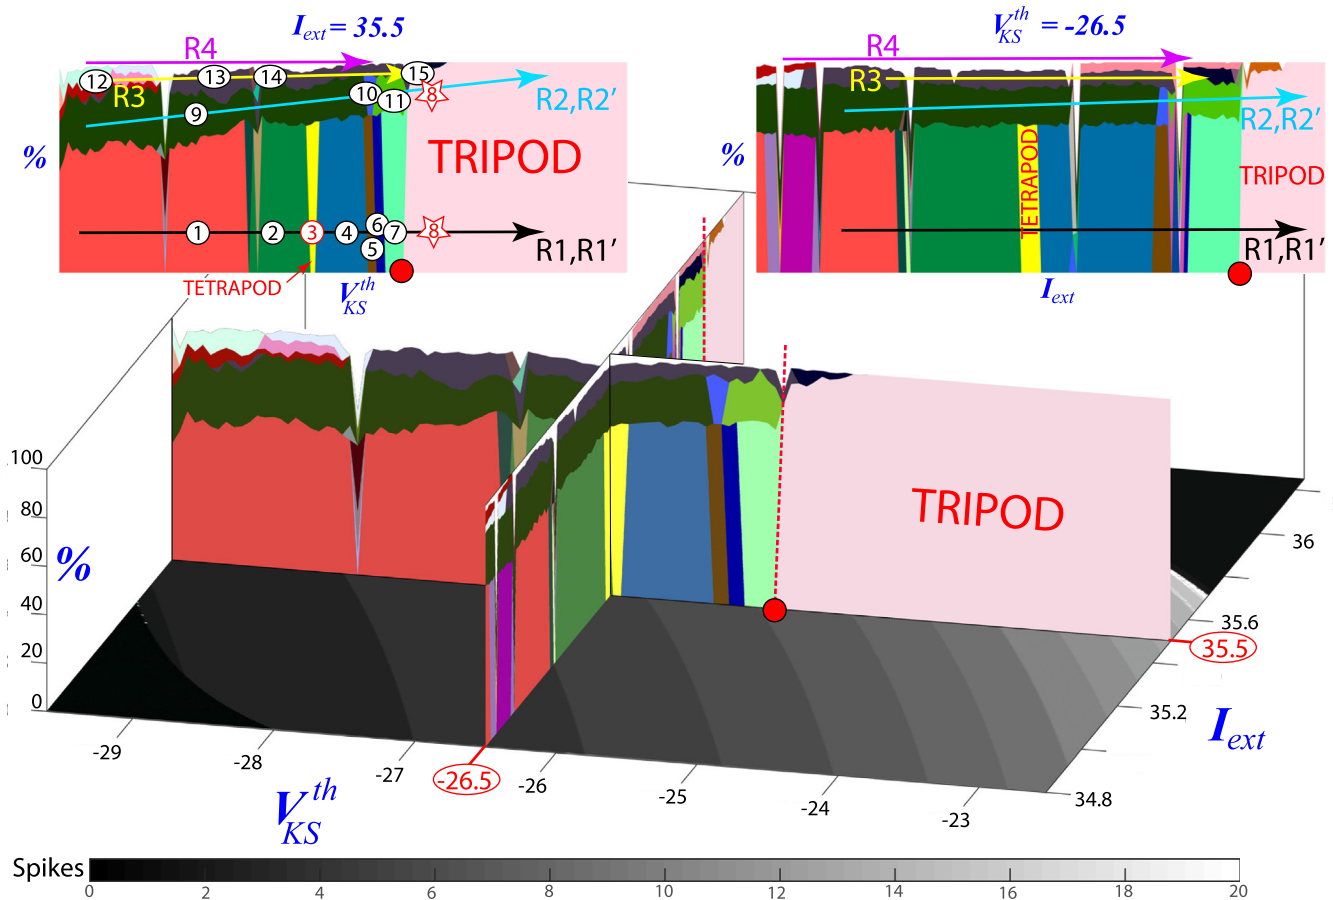 I_ext = 35.5
V_KS^th = -26.5
R4
12 13 14 15
R3
10 11 8
9
R2,R2′
%
TRIPOD
1 2 3 4 5 6 7 8
R1,R1′
TETRAPOD
V_KS^th
R4
R3
R2,R2′
%
TETRAPOD
TRIPOD
R1,R1′
I_ext
100
80
60
40
20
0
%
TRIPOD
36
35.6
35.5
35.2
34.8
I_ext
-29
-28
-27
-26.5
-26
-25
-24
-23
V_KS^th
Spikes
0 2 4 6 8 10 12 14 16 18 20